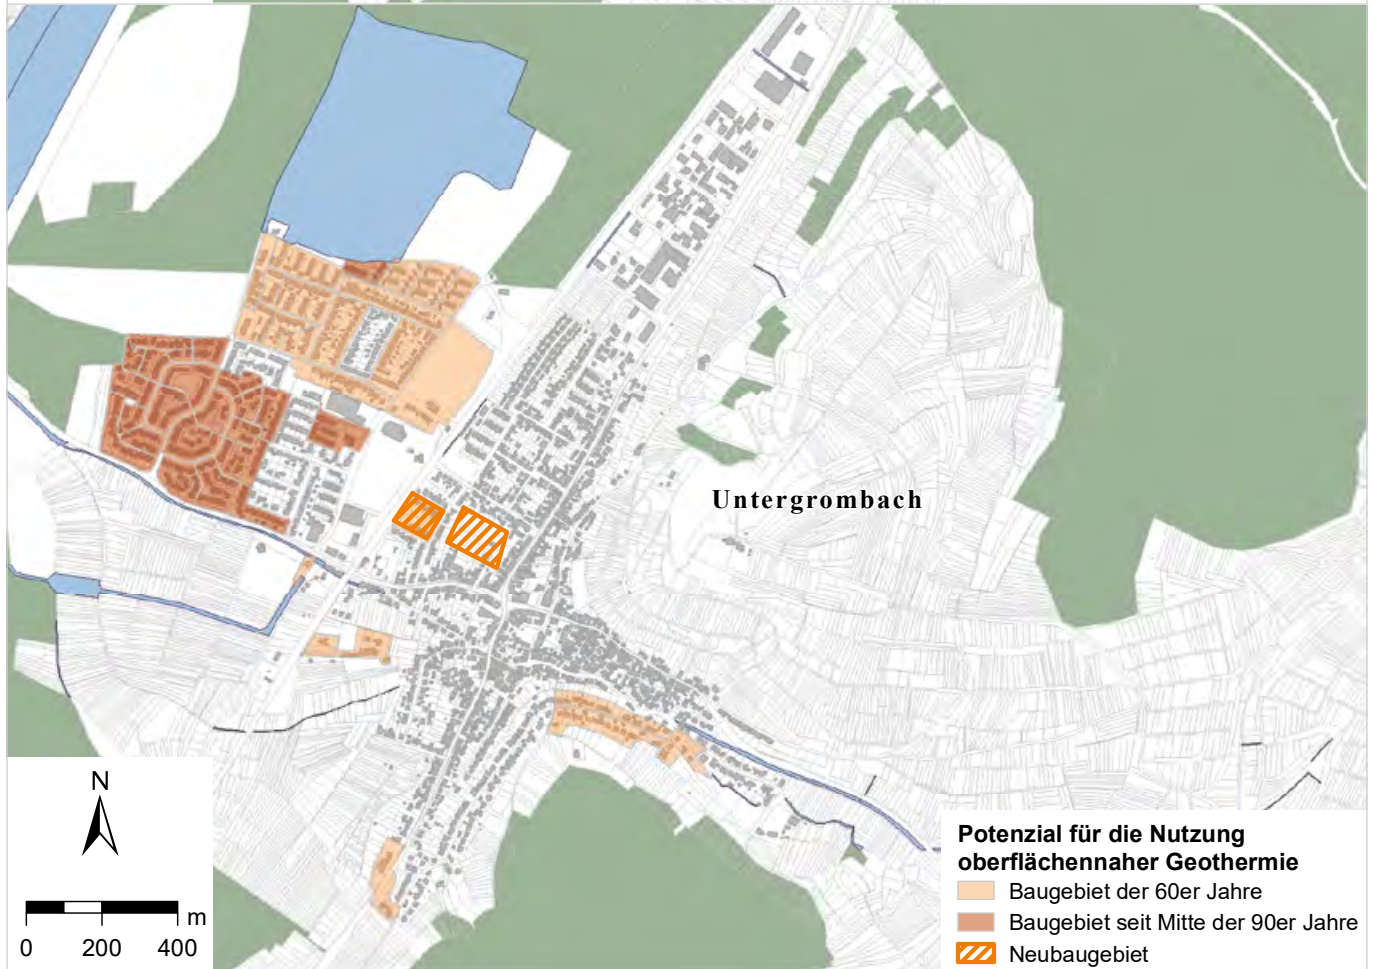 Untergrombach
N
m
0 200 400
Potenzial für die Nutzung
oberflächennaher Geothermie
Baugebiet der 60er Jahre
Baugebiet seit Mitte der 90er Jahre
Neubaugebiet